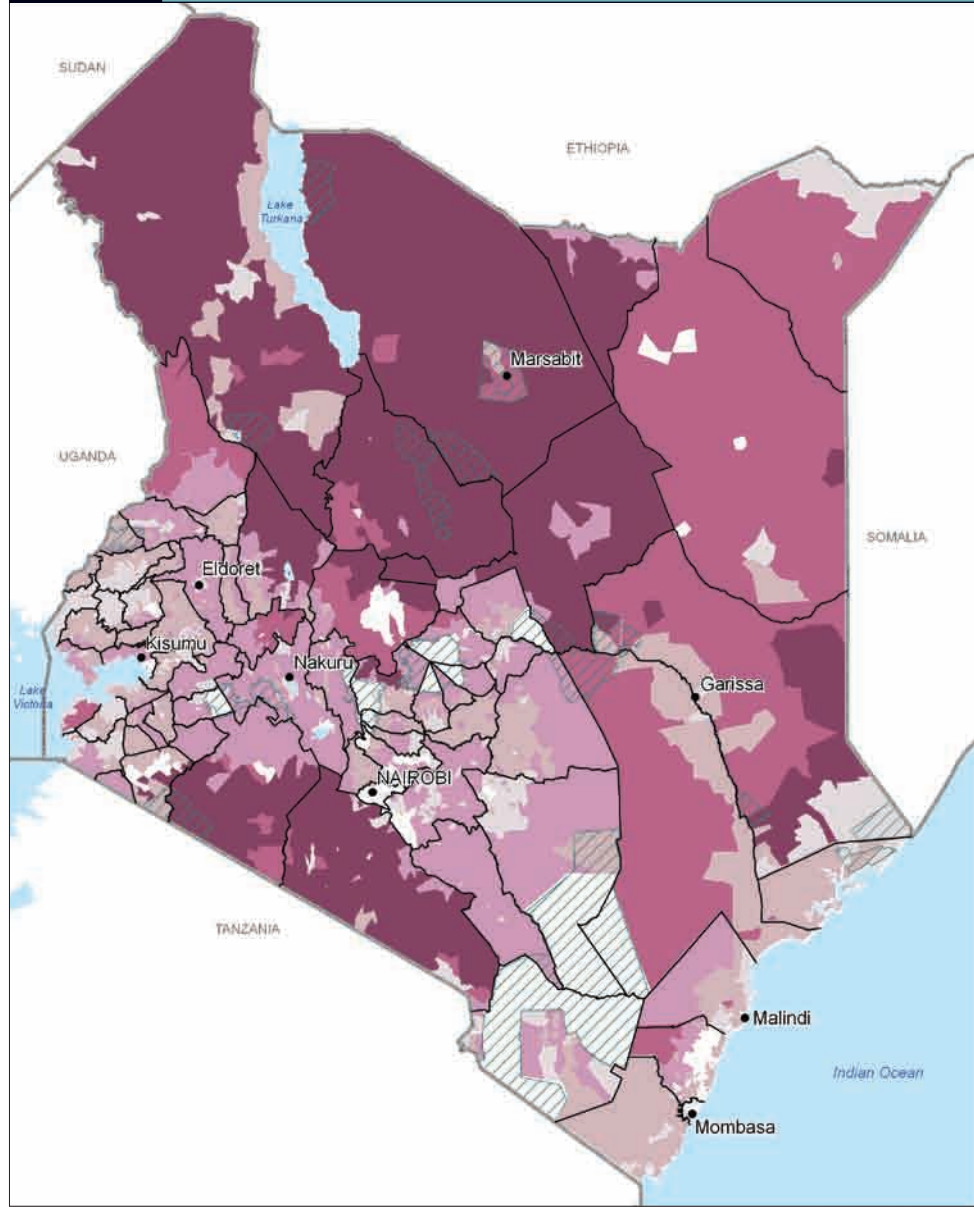 SUDAN
ETHIOPIA
Lake
Turkana
Marsabit
UGANDA
SOMALIA
Eldoret
Kisumu
Nakuru
Lake
Victoria
Garissa
NAIROBI
TANZANIA
Malindi
Indian Ocean
Mombasa